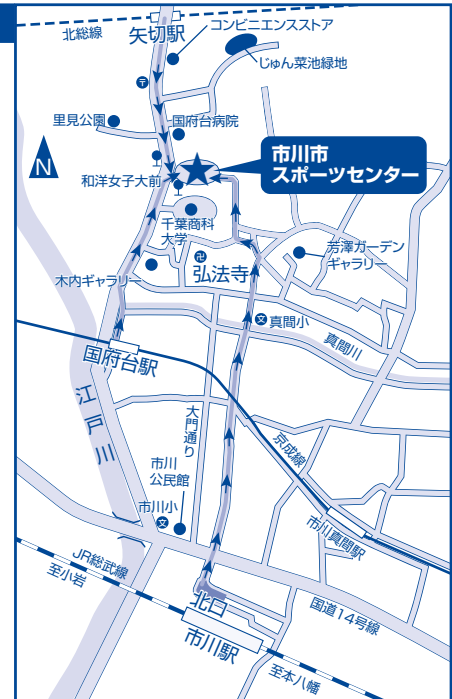 北総線
矢切駅
コンビニエンスストア
じゅん菜池緑地
〒
里見公園
国府台病院
N
市川市
スポーツセンター
和洋女子大前
千葉商科
大学
卍
弘法寺
芳澤ガーデン
ギャラリー
木内ギャラリー
文
真間小
真間川
国府台駅
江戸川
大門通り
京成線
市川
公民館
市川小
文
市川真間駅
JR総武線
至小岩
北口
国道14号線
市川駅
至本八幡